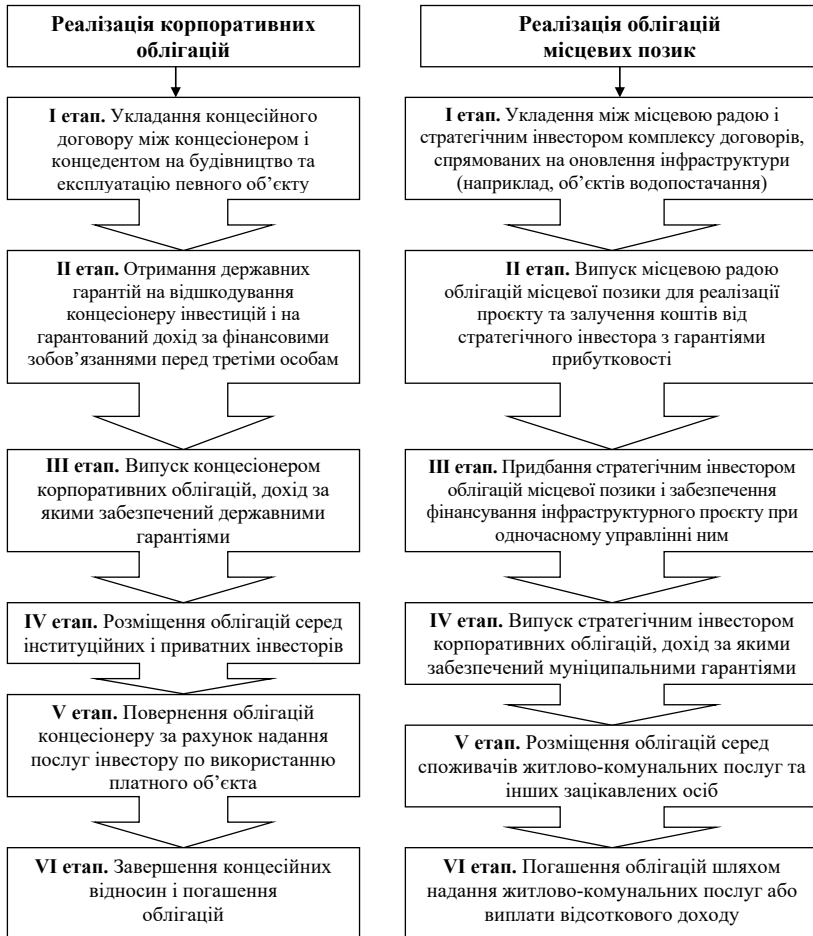 Реалізація корпоративних
облігацій
І етап. Укладання концесійного
договору між концесіонером і
концедентом на будівництво та
експлуатацію певного об’єкту
ІІ етап. Отримання державних
гарантій на відшкодування
концесіонеру інвестицій і на
гарантований дохід за фінансовими
зобов’язаннями перед третіми особам
ІІІ етап. Випуск концесіонером
корпоративних облігацій, дохід за
якими забезпечений державними
гарантіями
IV етап. Розміщення облігацій серед
інституційних і приватних інвесторів
V етап. Повернення облігацій
концесіонеру за рахунок надання
послуг інвестору по використанню
платного об’єкта
VI етап. Завершення концесійних
відносин і погашення
облігацій
Реалізація облігацій
місцевих позик
І етап. Укладення між місцевою радою і
стратегічним інвестором комплексу договорів,
спрямованих на оновлення інфраструктури
(наприклад, об’єктів водопостачання)
ІІ етап. Випуск місцевою радою
облігацій місцевої позики для реалізації
проєкту та залучення коштів від
стратегічного інвестора з гарантіями
прибутковості
ІІІ етап. Придбання стратегічним інвестором
облігацій місцевої позики і забезпечення
фінансування інфраструктурного проєкту при
одночасному управлінні ним
IV етап. Випуск стратегічним інвестором
корпоративних облігацій, дохід за якими
забезпечений муніципальними гарантіями
V етап. Розміщення облігацій серед
споживачів житлово-комунальних послуг та
інших зацікавлених осіб
VI етап. Погашення облігацій шляхом
надання житлово-комунальних послуг або
виплати відсоткового доходу